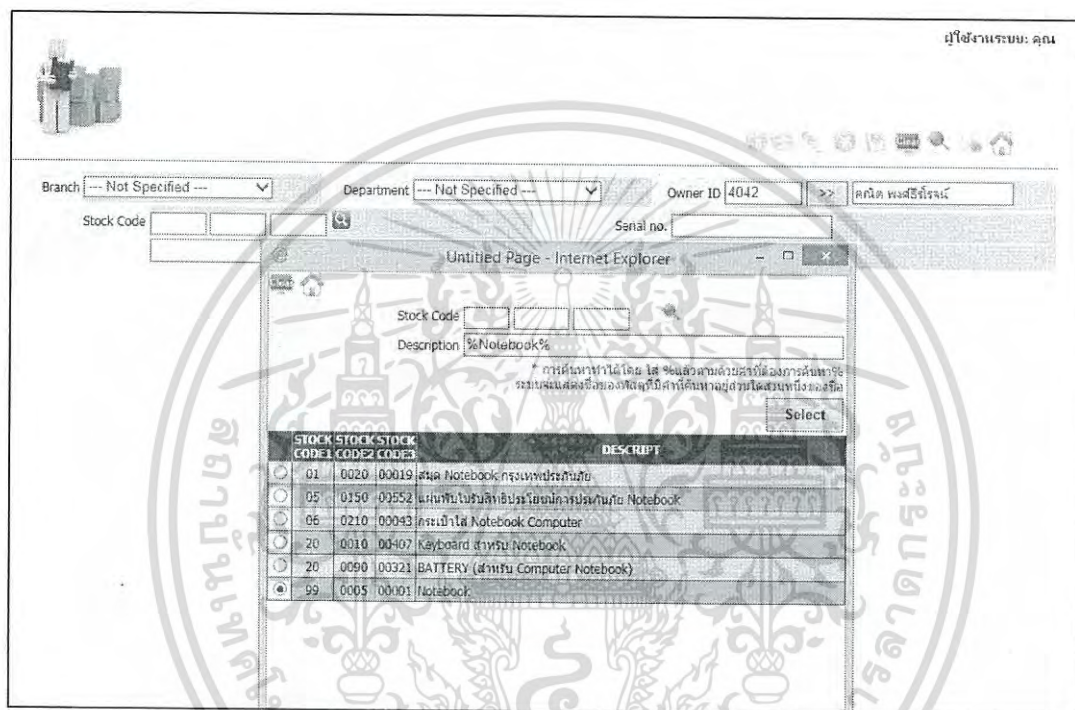 ผู้ใช้งานระบบ: คุณ
Clear
Branch --- Not Specified --- Department --- Not Specified --- Owner ID 4042 >> คณิต พงศ์ธีร์โรจน์
Stock Code Serial no.
Untitled Page - Internet Explorer
Clear
Stock Code
Description %Notebook%
* การค้นหาทำได้โดย ใส่ %แล้วตามด้วยคำที่ต้องการค้นหา%
ระบบจะแสดงชื่อของพัสดุที่มีคำที่ค้นหาอยู่ส่วนใดส่วนหนึ่งของชื่อ
Select
STOCK CODE1 STOCK CODE2 STOCK CODE3 DESCRIPT
01 0020 00019 สมุด Notebook กรุงเทพประกันภัย
05 0150 00552 แผ่นพับใบรับสิทธิประโยชน์การประกันภัย Notebook
06 0210 00043 กระเป๋าใส่ Notebook Computer
20 0010 00407 Keyboard สำหรับ Notebook
20 0090 00321 BATTERY (สำหรับ Computer Notebook)
99 0005 00001 Notebook